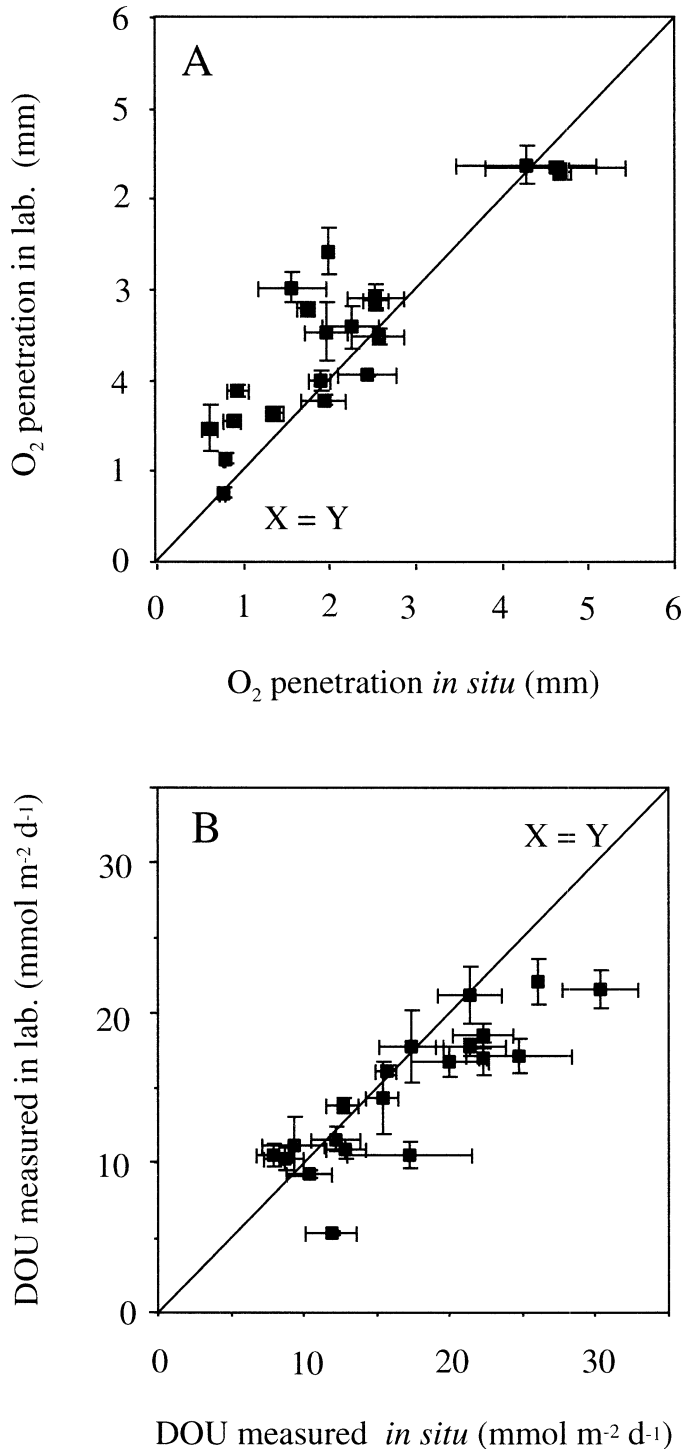 6
A
5
2
3
4
1
0
O₂ penetration in lab. (mm)
X = Y
0 1 2 3 4 5 6
O₂ penetration in situ (mm)
B
X = Y
30
20
10
0
DOU measured in lab. (mmol m⁻² d⁻¹)
0 10 20 30
DOU measured in situ (mmol m⁻² d⁻¹)